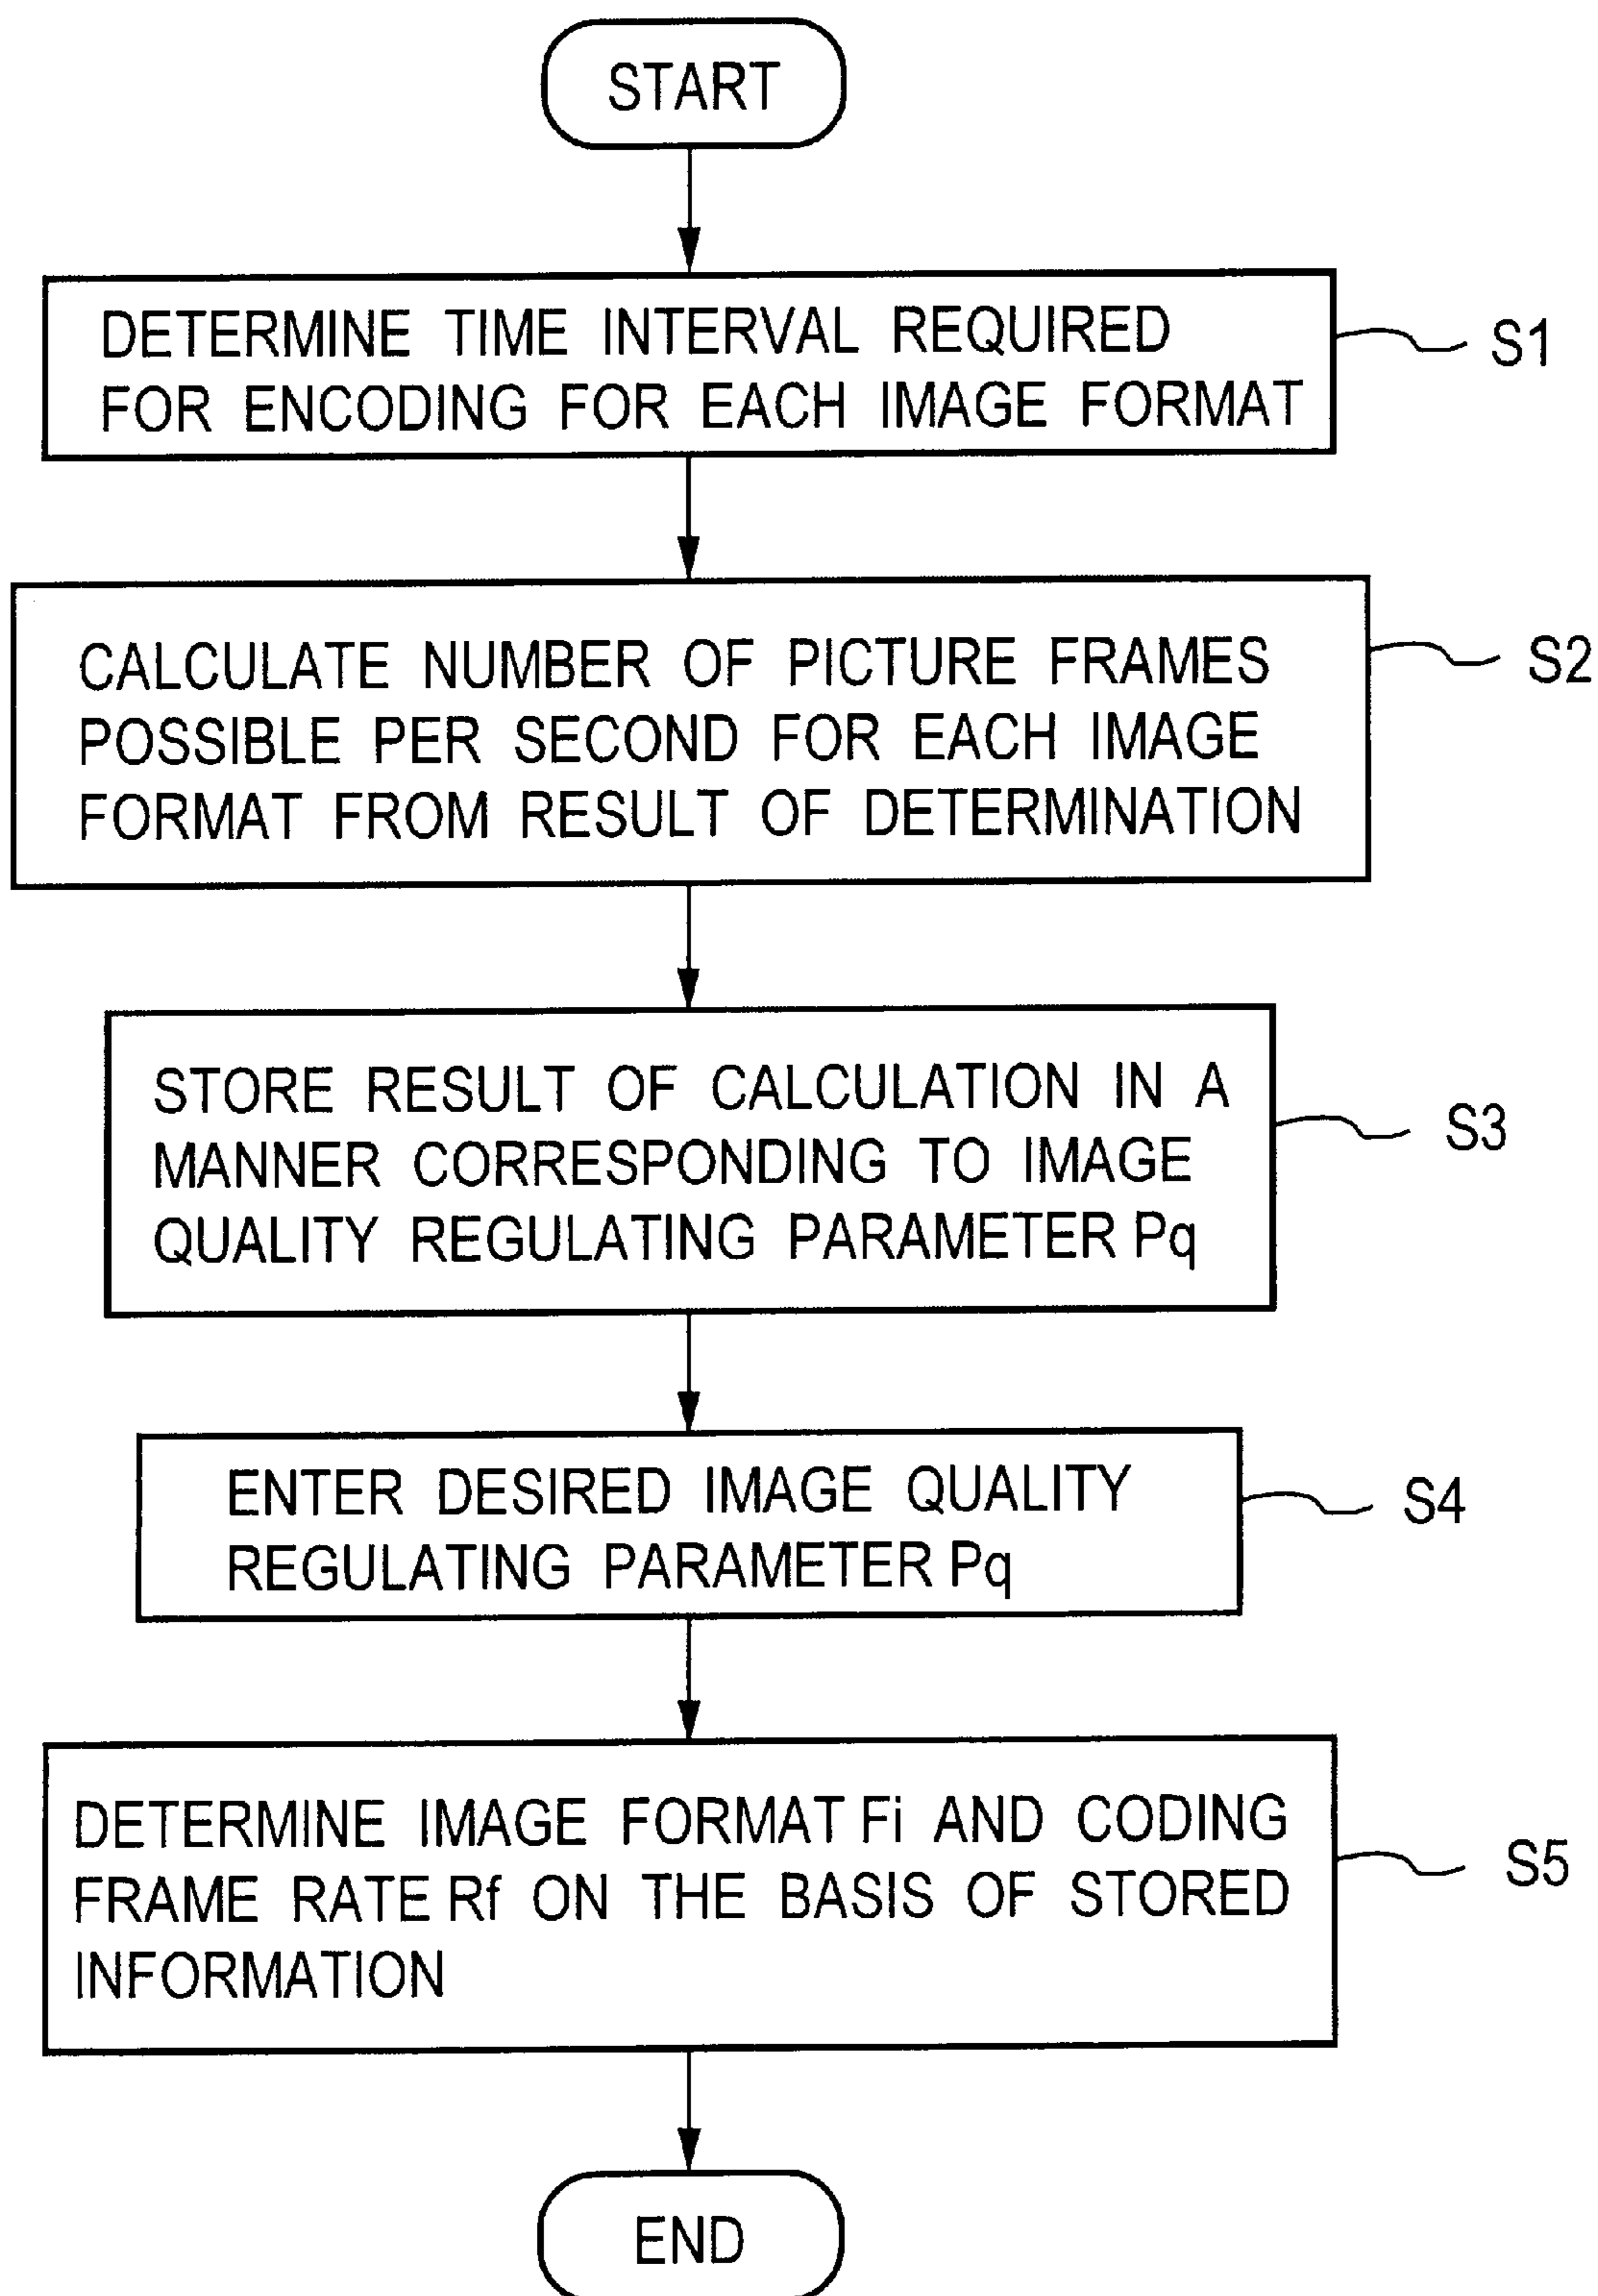 START
DETERMINE TIME INTERVAL REQUIRED
FOR ENCODING FOR EACH IMAGE FORMAT
S1
CALCULATE NUMBER OF PICTURE FRAMES
POSSIBLE PER SECOND FOR EACH IMAGE
FORMAT FROM RESULT OF DETERMINATION
S2
STORE RESULT OF CALCULATION IN A
MANNER CORRESPONDING TO IMAGE
QUALITY REGULATING PARAMETER Pq
S3
ENTER DESIRED IMAGE QUALITY
REGULATING PARAMETER Pq
S4
DETERMINE IMAGE FORMAT Fi AND CODING
FRAME RATE Rf ON THE BASIS OF STORED
INFORMATION
S5
END